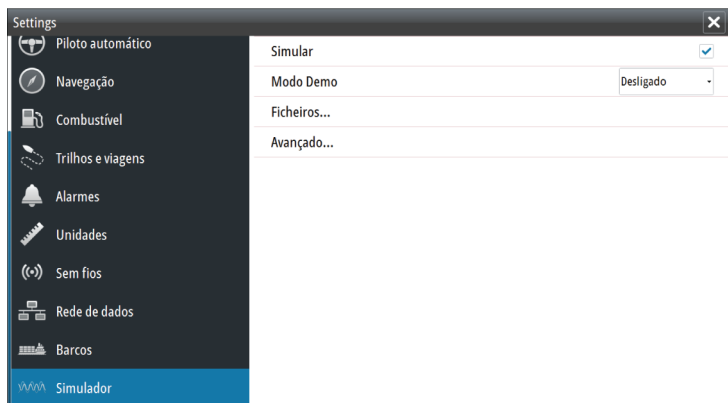 Settings
Piloto automático
Navegação
Combustível
Trilhos e viagens
Alarmes
Unidades
Sem fios
Rede de dados
Barcos
Simulador
Simular
Modo Demo Desligado
Ficheiros...
Avançado...